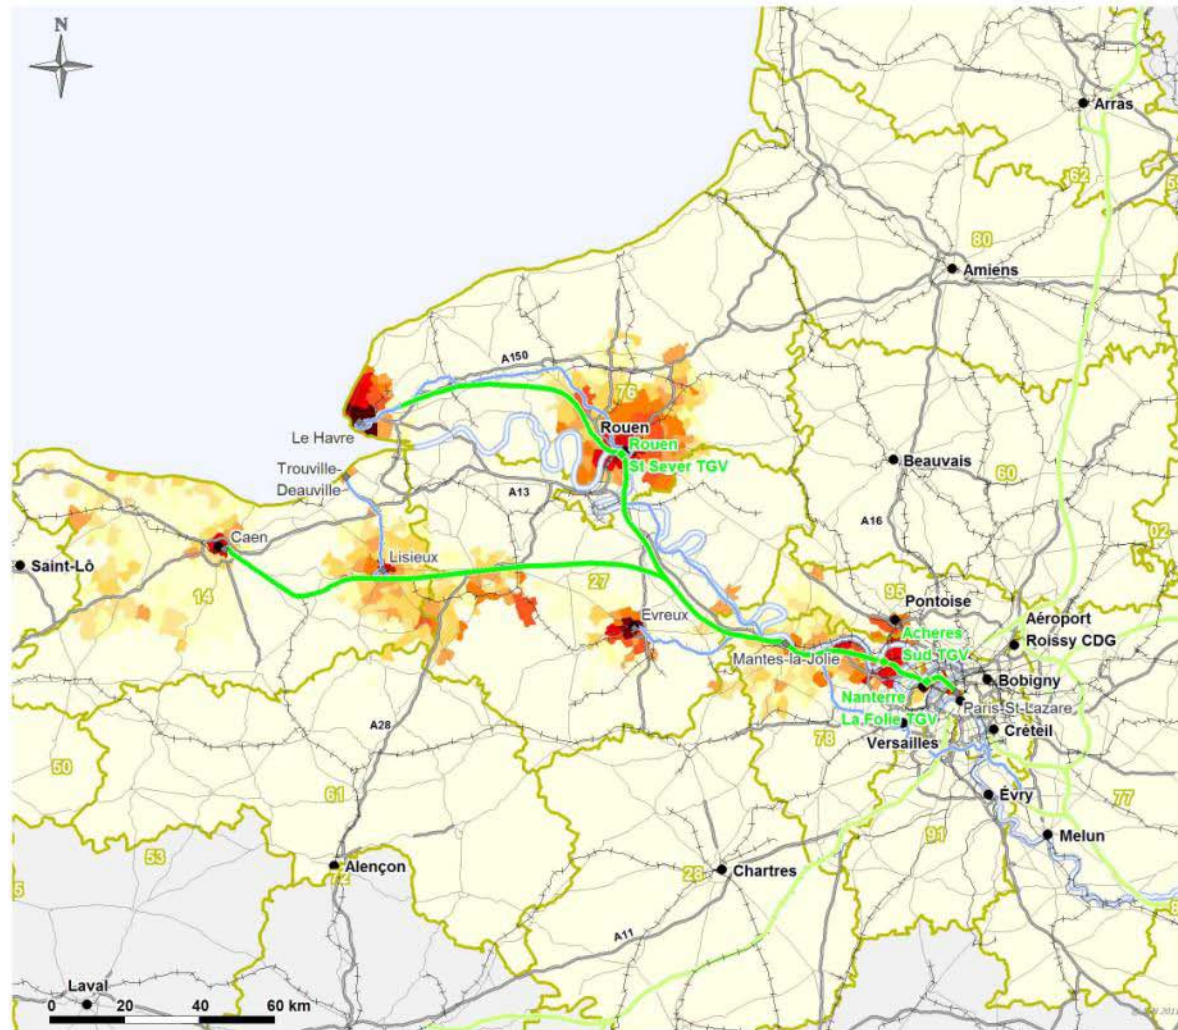 N
Arras
62
80
Amiens
A150
76
Rouen
Rouen
St Sever TGV
Le Havre
Trouville-
Deauville
A13
Beauvais
60
A16
02
Caen
Lisieux
Saint-Lô
14
27
Evreux
95
Pontoise
Aéroport
Roissy CDG
Achères
Sud TGV
Mantes-la-Jolie
Bobigny
Nanterre
La Folie TGV
Paris-St-Lazare
Créteil
Versailles
78
A28
50
61
Évry
77
91
Melun
53
Alençon
72
28
Chartres
A11
Laval
0 20 40 60 km